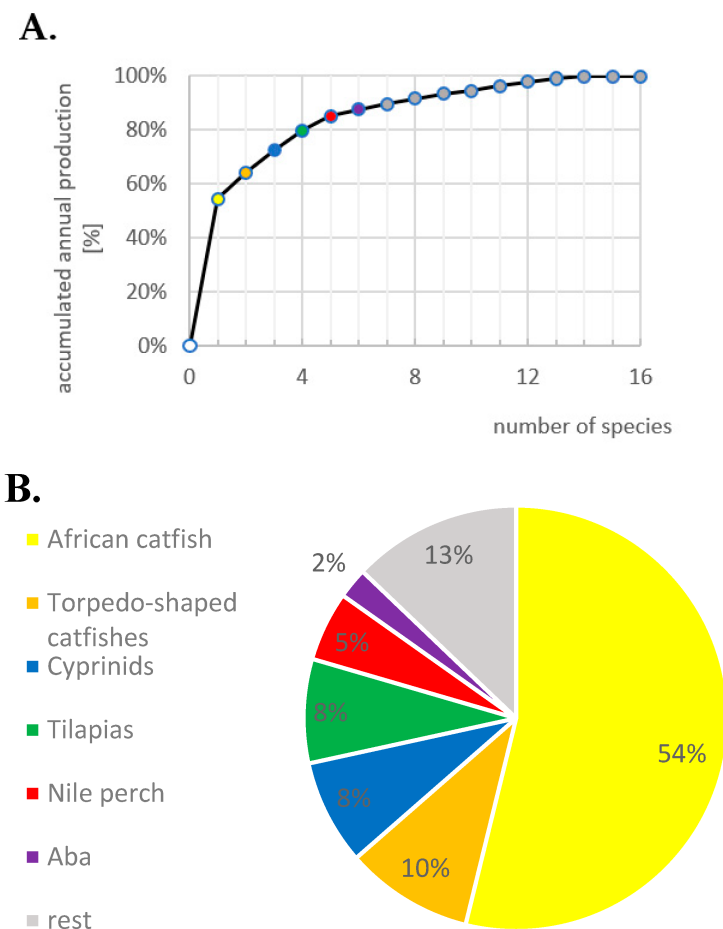 A.
accumulated annual production
[%]
100%
80%
60%
40%
20%
0%
0 4 8 12 16
number of species
B.
African catfish
Torpedo-shaped
catfishes
Cyprinids
Tilapias
Nile perch
Aba
rest
2%
13%
5%
8%
8%
10%
54%